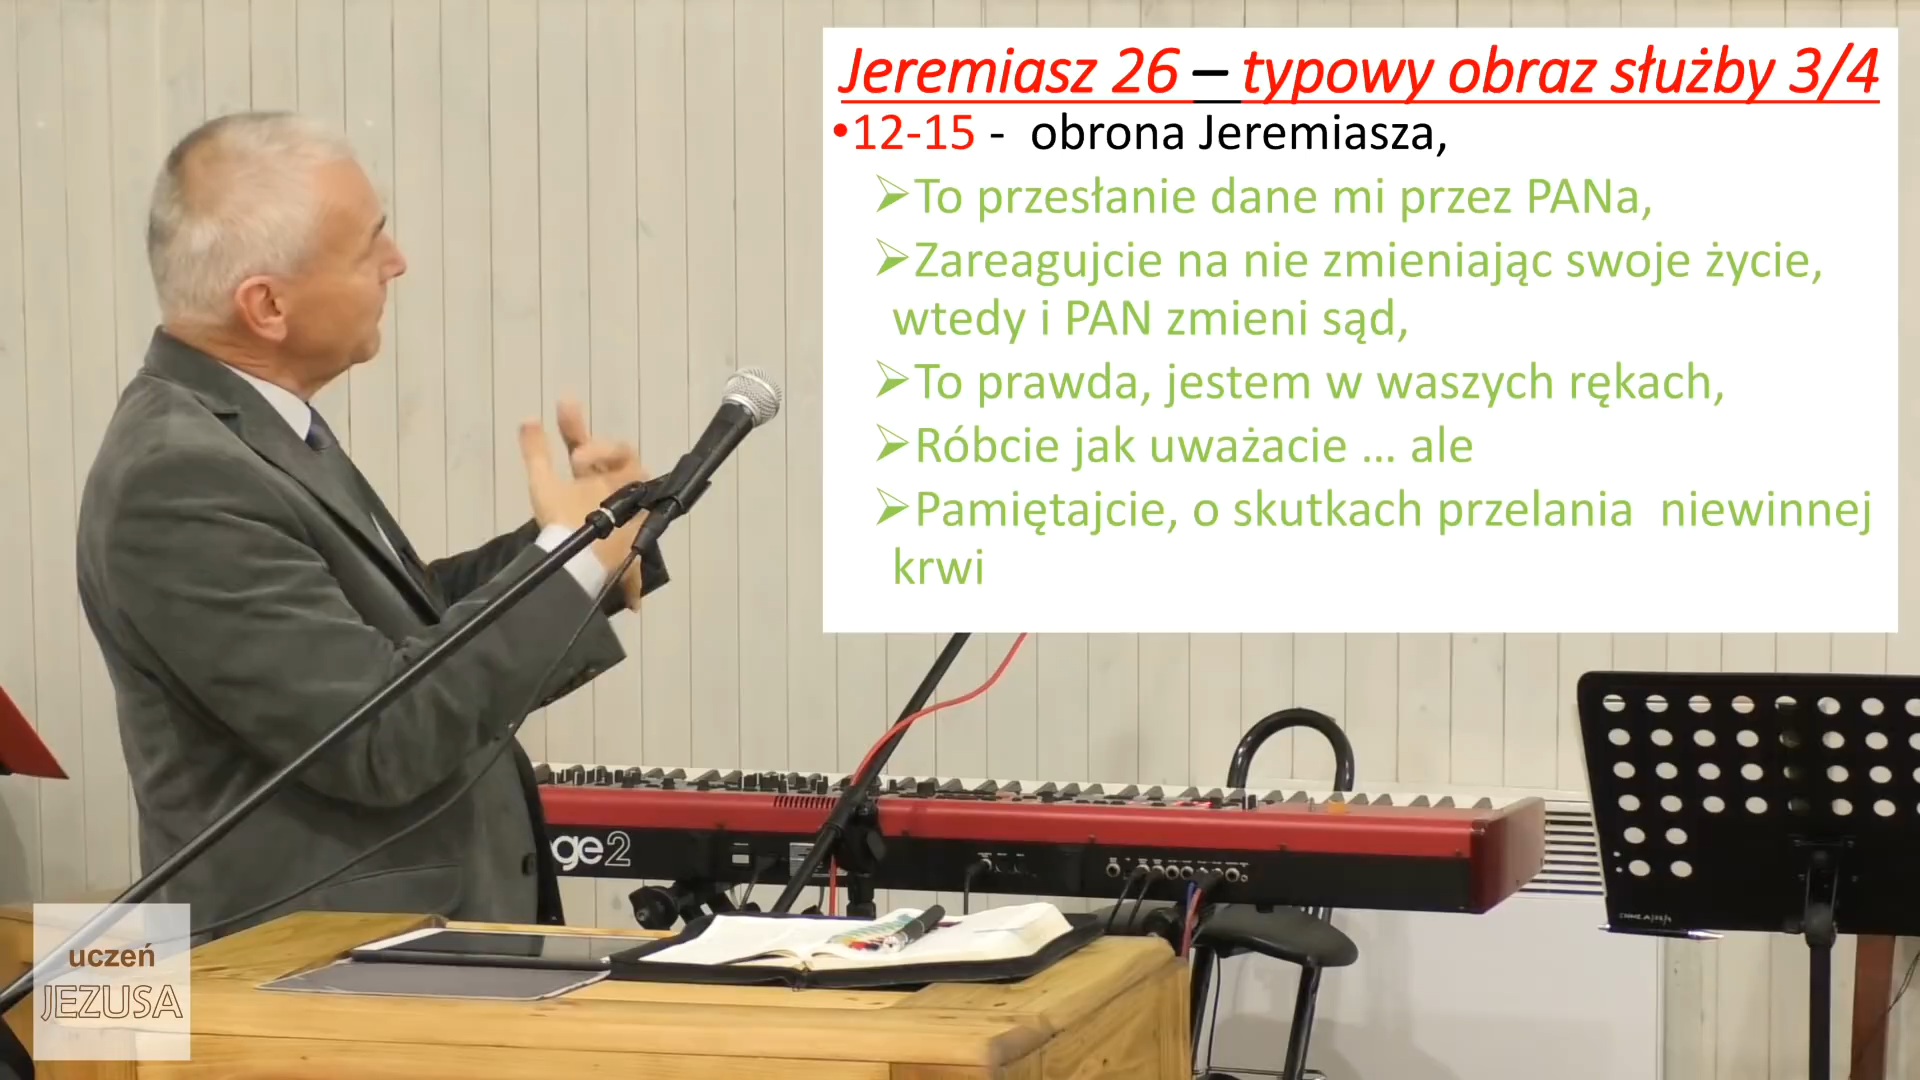 Jeremiasz 26 – typowy obraz służby 3/4
•12-15 - obrona Jeremiasza,
➢To przesłanie dane mi przez PANa,
➢Zareagujcie na nie zmieniając swoje życie,
wtedy i PAN zmieni sąd,
➢To prawda, jestem w waszych rękach,
➢Róbcie jak uważacie ... ale
➢Pamiętajcie, o skutkach przelania niewinnej
krwi
ge2
uczeń
JEZUSA